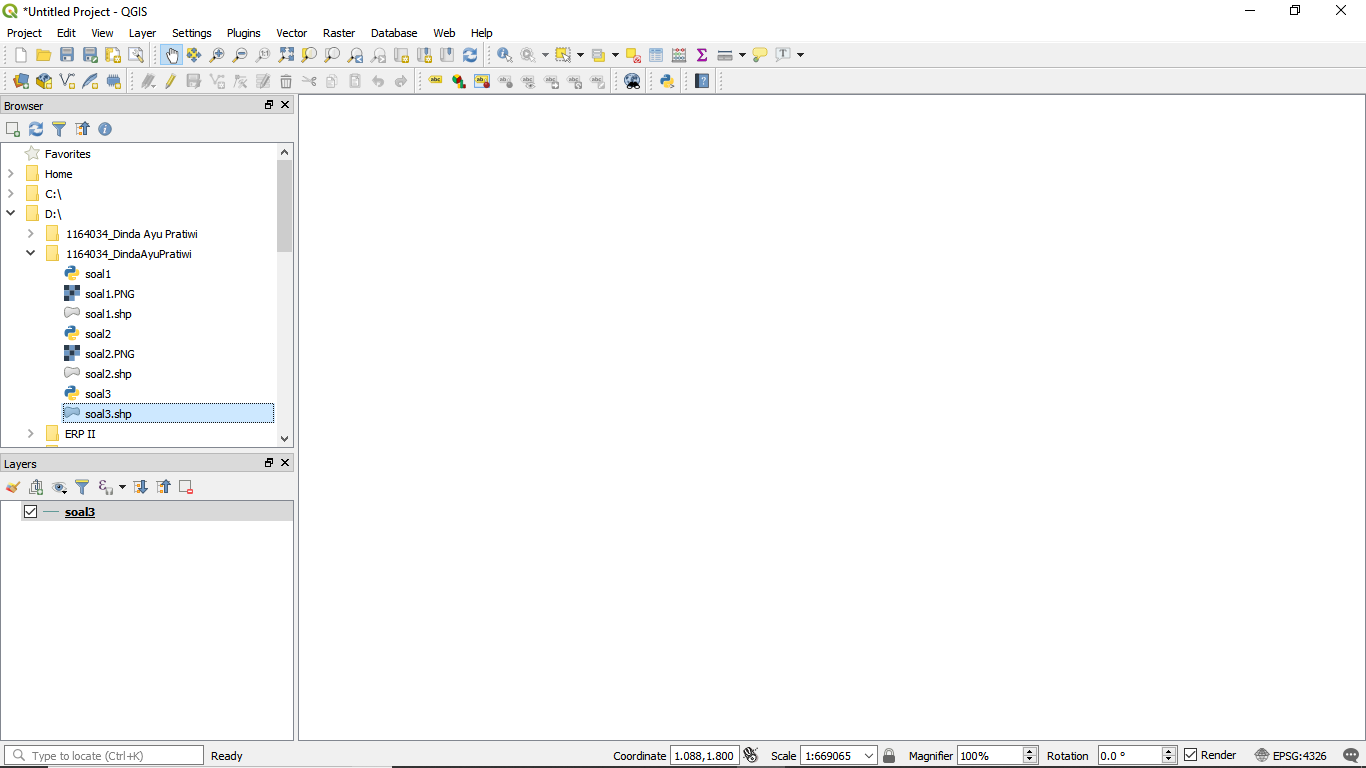 *Untitled Project - QGIS
Project Edit View Layer Settings Plugins Vector Raster Database Web Help
Browser
Favorites
Home
C:\
D:\
1164034_Dinda Ayu Pratiwi
1164034_DindaAyuPratiwi
soal1
soal1.PNG
soal1.shp
soal2
soal2.PNG
soal2.shp
soal3
soal3.shp
ERP II
Layers
soal3
Type to locate (Ctrl+K) Ready Coordinate 1.088,1.800 Scale 1:669065 Magnifier 100% Rotation 0.0 ° Render EPSG:4326